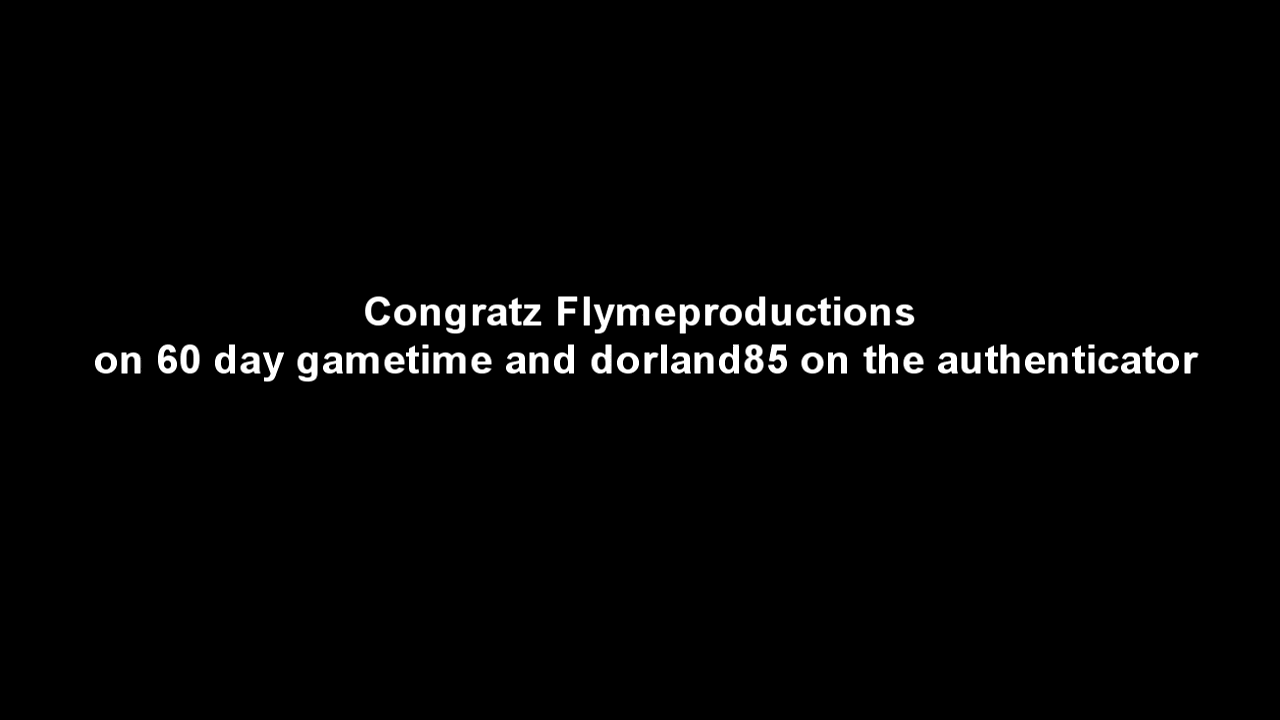 Congratz Flymeproductions
on 60 day gametime and dorland85 on the authenticator